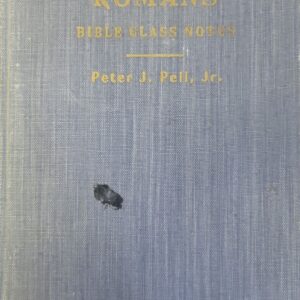 ROMANS
BIBLE CLASS NOTES
Peter J. Pell, Jr.